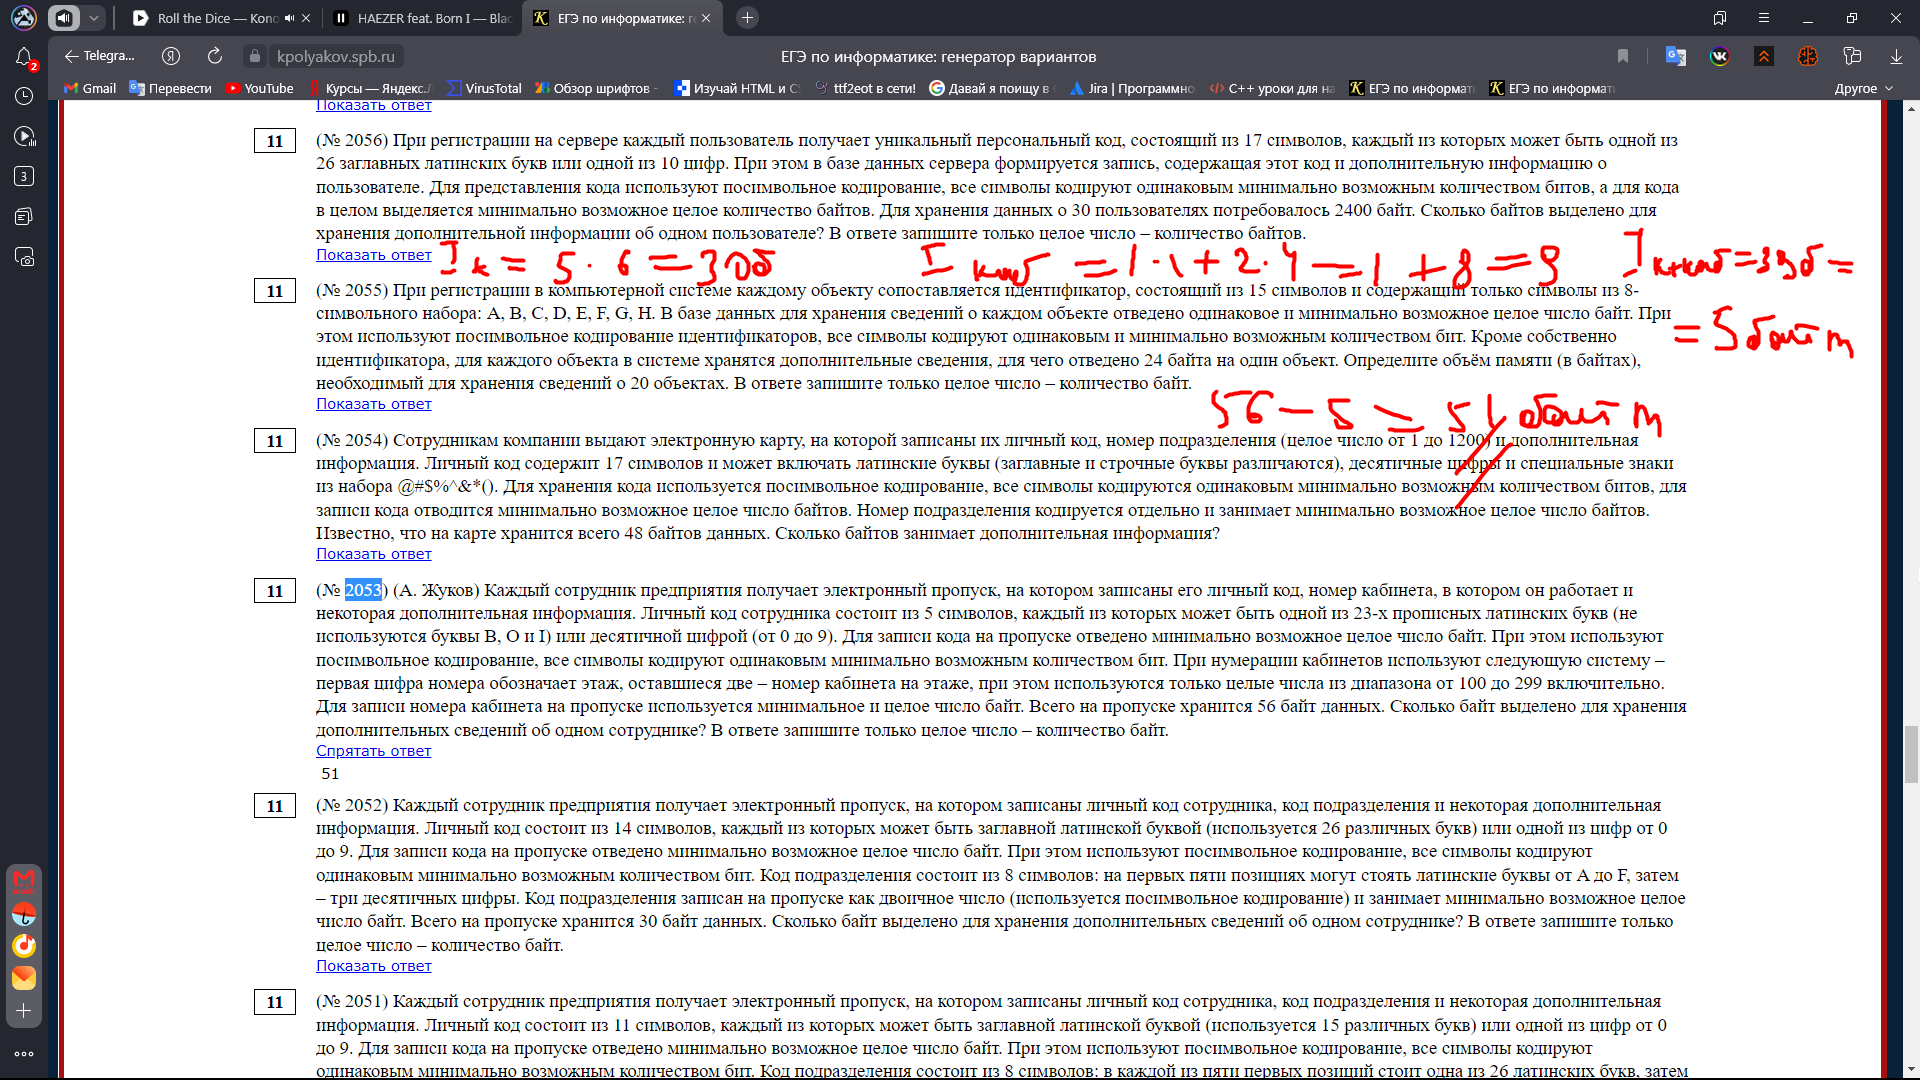 Roll the Dice — Kono
HAEZER feat. Born I — Blac
ЕГЭ по информатике: ге
2
Telegra...
kpolyakov.spb.ru
ЕГЭ по информатике: генератор вариантов
Gmail
Перевести
YouTube
Курсы — Яндекс.
VirusTotal
Обзор шрифтов -
Изучай HTML и CS
ttf2eot в сети!
Давай я поищу в
Jira | Программно
C++ уроки для на
ЕГЭ по информати
ЕГЭ по информати
Другое
3
Показать ответ
11
(№ 2056) При регистрации на сервере каждый пользователь получает уникальный персональный код, состоящий из 17 символов, каждый из которых может быть одной из
26 заглавных латинских букв или одной из 10 цифр. При этом в базе данных сервера формируется запись, содержащая этот код и дополнительную информацию о
пользователе. Для представления кода используют посимвольное кодирование, все символы кодируют одинаковым минимально возможным количеством битов, а для кода
в целом выделяется минимально возможное целое количество байтов. Для хранения данных о 30 пользователях потребовалось 2400 байт. Сколько байтов выделено для
хранения дополнительной информации об одном пользователе? В ответе запишите только целое число – количество байтов.
Показать ответ
I к = 5 · 6 = 30 б
I каб = 1 · 1 + 2 · 4 = 1 + 8 = 9
I к+каб = 39б =
= 5 байт
11
(№ 2055) При регистрации в компьютерной системе каждому объекту сопоставляется идентификатор, состоящий из 15 символов и содержащий только символы из 8-
символьного набора: A, B, C, D, E, F, G, H. В базе данных для хранения сведений о каждом объекте отведено одинаковое и минимально возможное целое число байт. При
этом используют посимвольное кодирование идентификаторов, все символы кодируют одинаковым и минимально возможным количеством бит. Кроме собственно
идентификатора, для каждого объекта в системе хранятся дополнительные сведения, для чего отведено 24 байта на один объект. Определите объём памяти (в байтах),
необходимый для хранения сведений о 20 объектах. В ответе запишите только целое число – количество байт.
Показать ответ
56 - 5 = 51 байт
11
(№ 2054) Сотрудникам компании выдают электронную карту, на которой записаны их личный код, номер подразделения (целое число от 1 до 1200) и дополнительная
информация. Личный код содержит 17 символов и может включать латинские буквы (заглавные и строчные буквы различаются), десятичные цифры и специальные знаки
из набора @#$%^&*(). Для хранения кода используется посимвольное кодирование, все символы кодируются одинаковым минимально возможным количеством битов, для
записи кода отводится минимально возможное целое число байтов. Номер подразделения кодируется отдельно и занимает минимально возможное целое число байтов.
Известно, что на карте хранится всего 48 байтов данных. Сколько байтов занимает дополнительная информация?
Показать ответ
11
(№ 2053) (А. Жуков) Каждый сотрудник предприятия получает электронный пропуск, на котором записаны его личный код, номер кабинета, в котором он работает и
некоторая дополнительная информация. Личный код сотрудника состоит из 5 символов, каждый из которых может быть одной из 23-х прописных латинских букв (не
используются буквы B, O и I) или десятичной цифрой (от 0 до 9). Для записи кода на пропуске отведено минимально возможное целое число байт. При этом используют
посимвольное кодирование, все символы кодируют одинаковым минимально возможным количеством бит. При нумерации кабинетов используют следующую систему –
первая цифра номера обозначает этаж, оставшиеся две – номер кабинета на этаже, при этом используются только целые числа из диапазона от 100 до 299 включительно.
Для записи номера кабинета на пропуске используется минимальное и целое число байт. Всего на пропуске хранится 56 байт данных. Сколько байт выделено для хранения
дополнительных сведений об одном сотруднике? В ответе запишите только целое число – количество байт.
Спрятать ответ
51
11
(№ 2052) Каждый сотрудник предприятия получает электронный пропуск, на котором записаны личный код сотрудника, код подразделения и некоторая дополнительная
информация. Личный код состоит из 14 символов, каждый из которых может быть заглавной латинской буквой (используется 26 различных букв) или одной из цифр от 0
до 9. Для записи кода на пропуске отведено минимально возможное целое число байт. При этом используют посимвольное кодирование, все символы кодируют
одинаковым минимально возможным количеством бит. Код подразделения состоит из 8 символов: на первых пяти позициях могут стоять латинские буквы от A до F, затем
– три десятичных цифры. Код подразделения записан на пропуске как двоичное число (используется посимвольное кодирование) и занимает минимально возможное целое
число байт. Всего на пропуске хранится 30 байт данных. Сколько байт выделено для хранения дополнительных сведений об одном сотруднике? В ответе запишите только
целое число – количество байт.
Показать ответ
11
(№ 2051) Каждый сотрудник предприятия получает электронный пропуск, на котором записаны личный код сотрудника, код подразделения и некоторая дополнительная
информация. Личный код состоит из 11 символов, каждый из которых может быть заглавной латинской буквой (используется 15 различных букв) или одной из цифр от 0
до 9. Для записи кода на пропуске отведено минимально возможное целое число байт. При этом используют посимвольное кодирование, все символы кодируют
одинаковым минимально возможным количеством бит. Код подразделения состоит из 8 символов: в каждой из пяти первых позиций стоит одна из 26 латинских букв, затем